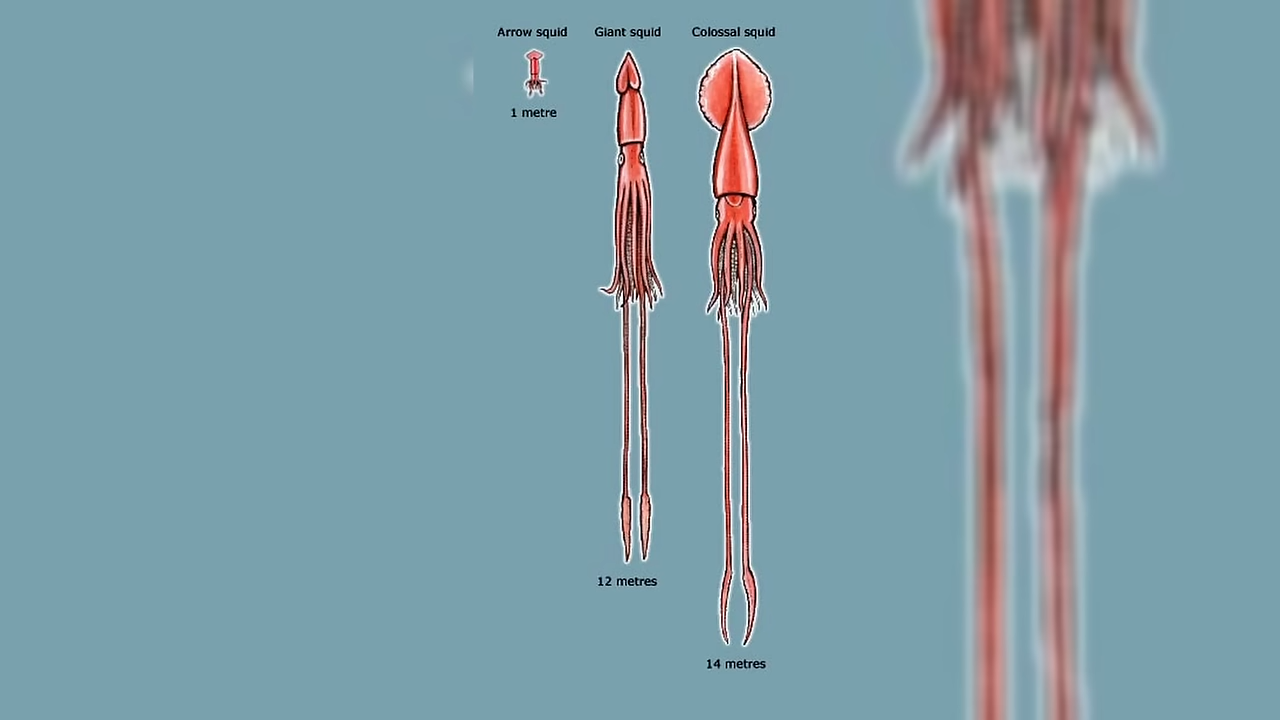 Arrow squid
Giant squid
Colossal squid
1 metre
12 metres
14 metres